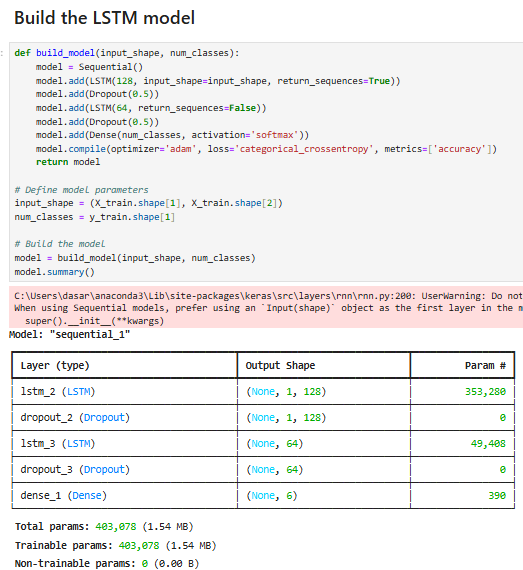 Build the LSTM model
def build_model(input_shape, num_classes):
    model = Sequential()
    model.add(LSTM(128, input_shape=input_shape, return_sequences=True))
    model.add(Dropout(0.5))
    model.add(LSTM(64, return_sequences=False))
    model.add(Dropout(0.5))
    model.add(Dense(num_classes, activation='softmax'))
    model.compile(optimizer='adam', loss='categorical_crossentropy', metrics=['accuracy'])
    return model
# Define model parameters
input_shape = (X_train.shape[1], X_train.shape[2])
num_classes = y_train.shape[1]
# Build the model
model = build_model(input_shape, num_classes)
model.summary()
C:\Users\dasar\anaconda3\Lib\site-packages\keras\src\layers\rnn\rnn.py:200: UserWarning: Do not
When using Sequential models, prefer using an `Input(shape)` object as the first layer in the m
  super().__init__(**kwargs)
Model: "sequential_1"
Layer (type) Output Shape Param #
lstm_2 (LSTM) (None, 1, 128) 353,280
dropout_2 (Dropout) (None, 1, 128) 0
lstm_3 (LSTM) (None, 64) 49,408
dropout_3 (Dropout) (None, 64) 0
dense_1 (Dense) (None, 6) 390
Total params: 403,078 (1.54 MB)
Trainable params: 403,078 (1.54 MB)
Non-trainable params: 0 (0.00 B)